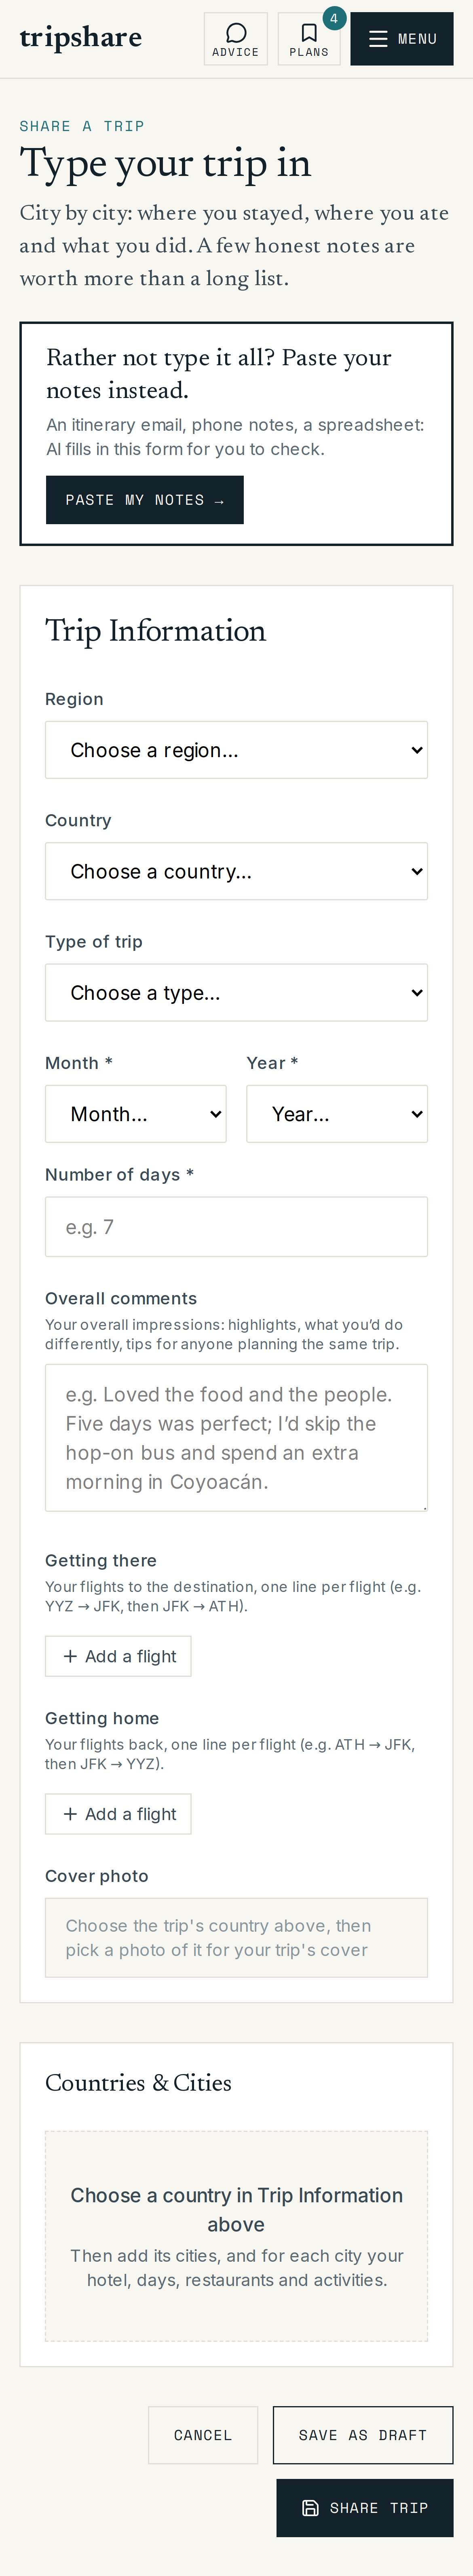 tripshare
ADVICE
PLANS
4
MENU
SHARE A TRIP
Type your trip in
City by city: where you stayed, where you ate
and what you did. A few honest notes are
worth more than a long list.
Rather not type it all? Paste your
notes instead.
An itinerary email, phone notes, a spreadsheet:
AI fills in this form for you to check.
PASTE MY NOTES →
Trip Information
Region
Choose a region...
Country
Choose a country...
Type of trip
Choose a type...
Month *
Year *
Month...
Year...
Number of days *
e.g. 7
Overall comments
Your overall impressions: highlights, what you’d do
differently, tips for anyone planning the same trip.
e.g. Loved the food and the people.
Five days was perfect; I’d skip the
hop-on bus and spend an extra
morning in Coyoacán.
Getting there
Your flights to the destination, one line per flight (e.g.
YYZ → JFK, then JFK → ATH).
+ Add a flight
Getting home
Your flights back, one line per flight (e.g. ATH → JFK,
then JFK → YYZ).
+ Add a flight
Cover photo
Choose the trip's country above, then
pick a photo of it for your trip's cover
Countries & Cities
Choose a country in Trip Information
above
Then add its cities, and for each city your
hotel, days, restaurants and activities.
CANCEL
SAVE AS DRAFT
SHARE TRIP